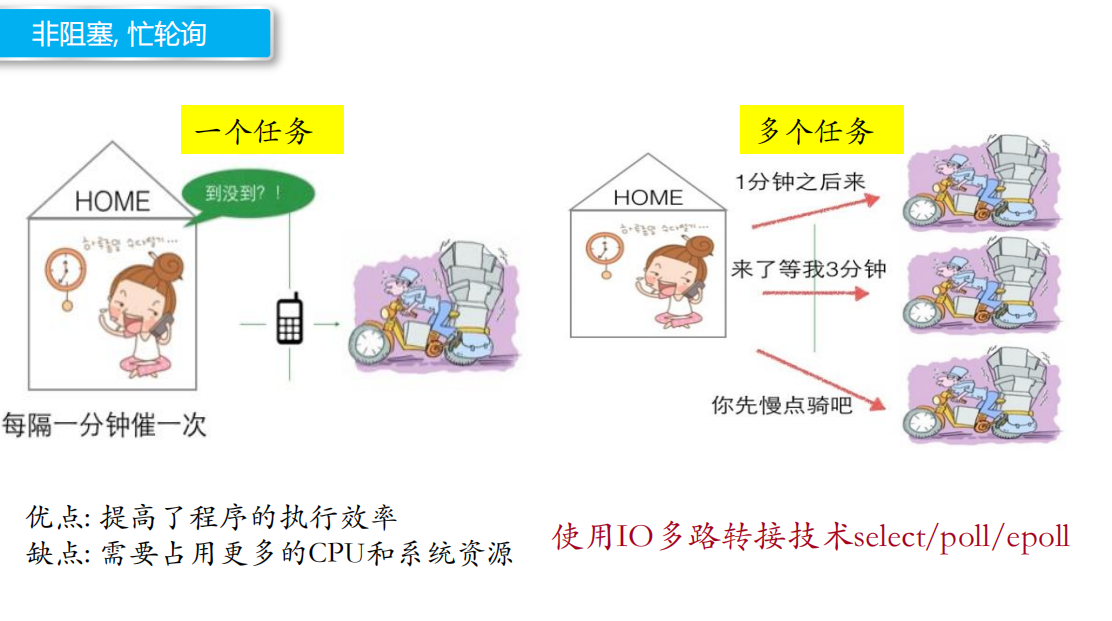 非阻塞, 忙轮询
一个任务
HOME
到没到？！
每隔一分钟催一次
优点: 提高了程序的执行效率
缺点: 需要占用更多的CPU和系统资源
多个任务
HOME
1分钟之后来
来了等我3分钟
你先慢点骑吧
使用IO多路转接技术select/poll/epoll